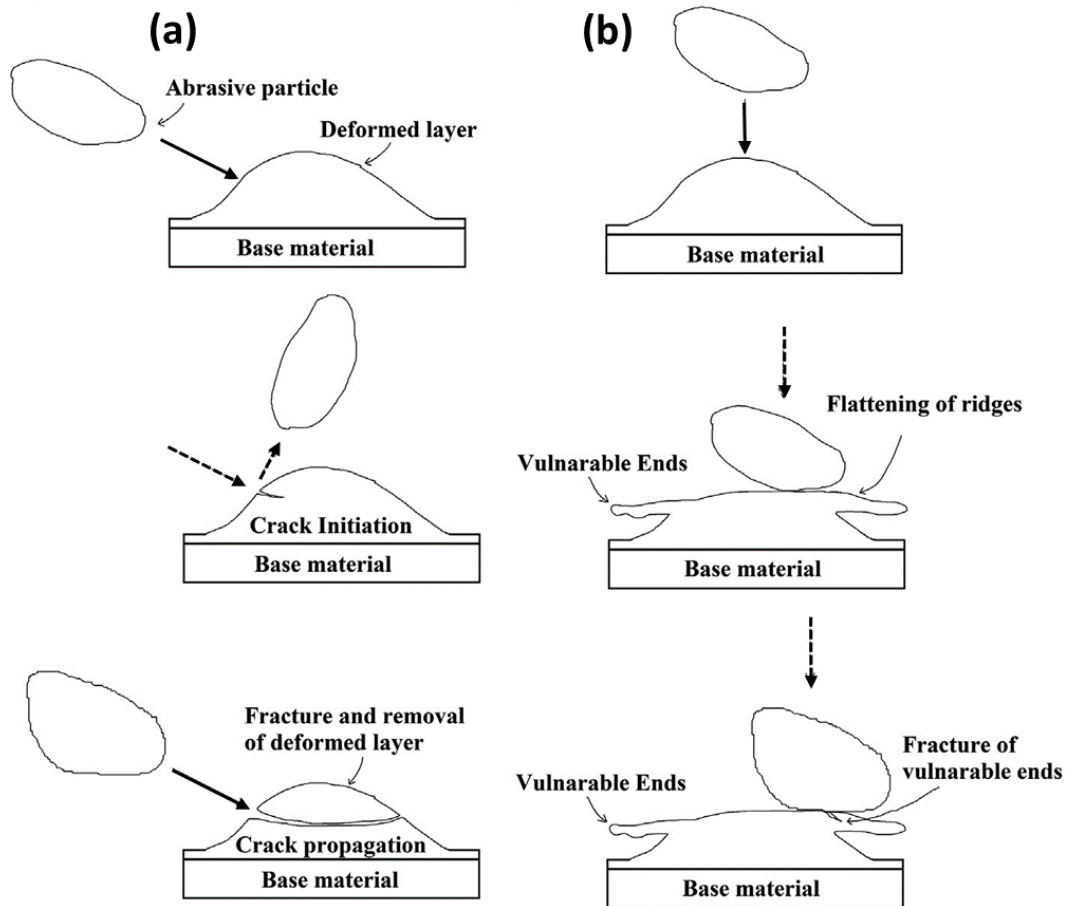 (a)
Abrasive particle
Deformed layer
Base material
Crack Initiation
Base material
Fracture and removal
of deformed layer
Crack propagation
Base material
(b)
Base material
Flattening of ridges
Vulnarable Ends
Base material
Fracture of
vulnarable ends
Vulnarable Ends
Base material